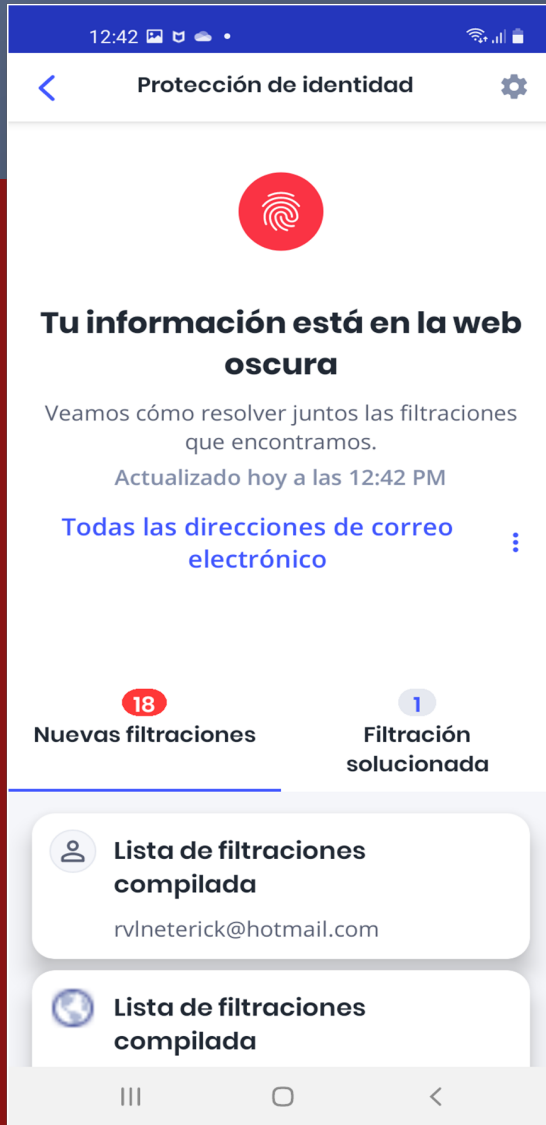 12:42
Protección de identidad
Tu información está en la web
oscura
Veamos cómo resolver juntos las filtraciones
que encontramos.
Actualizado hoy a las 12:42 PM
Todas las direcciones de correo
electrónico
18
Nuevas filtraciones
1
Filtración
solucionada
Lista de filtraciones
compilada
rvlneterick@hotmail.com
Lista de filtraciones
compilada